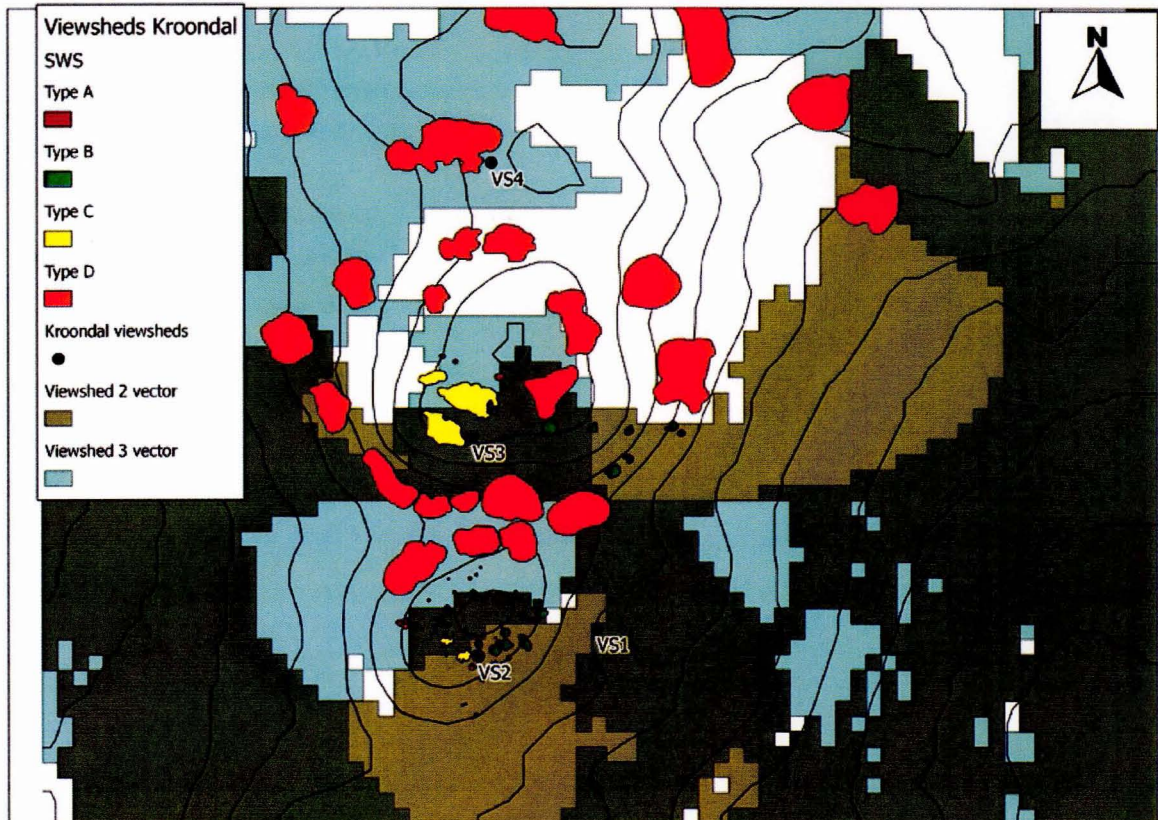 Viewsheds Kroondal
SWS
Type A
Type B
Type C
Type D
Kroondal viewsheds
Viewshed 2 vector
Viewshed 3 vector
N
VS4
VS3
VS1
VS2